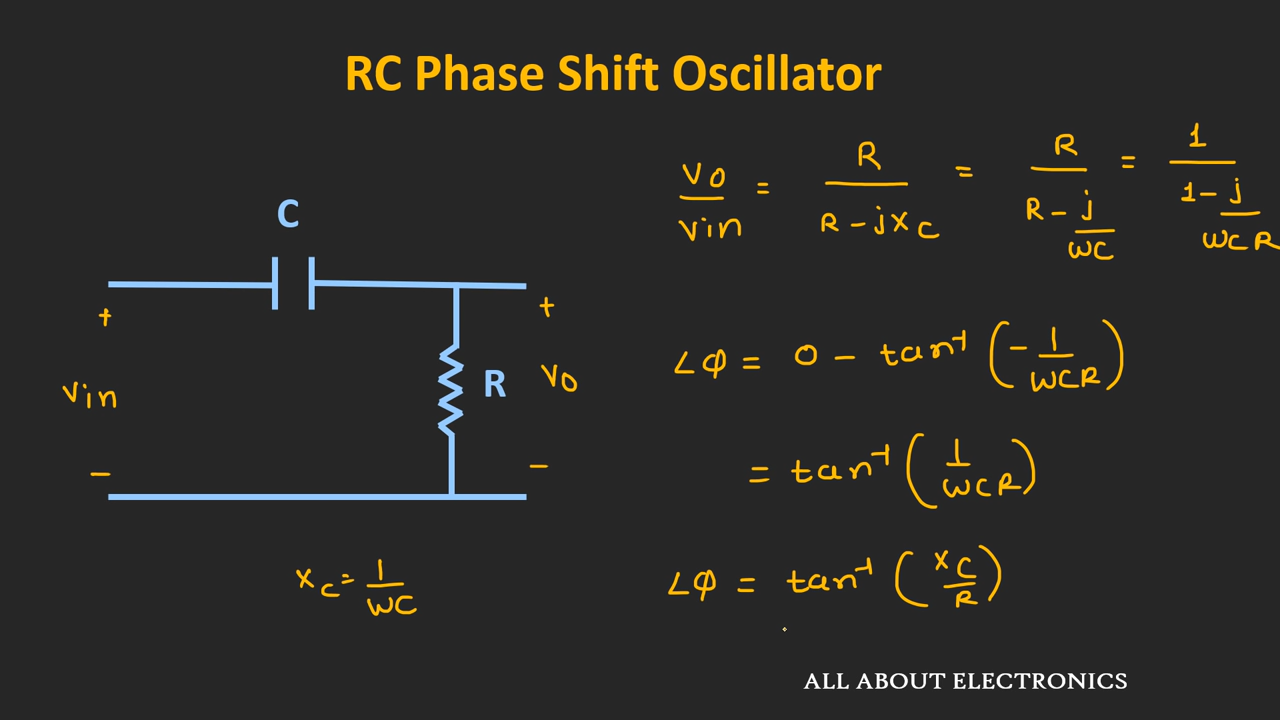 RC Phase Shift Oscillator
Vo/Vin = R/(R - jXC) = R/(R - j/WC) = 1/(1 - j/WCR)
C
+
+
∠Φ = 0 - tan⁻¹(-1/WCR)
Vin
R
Vo
-
-
= tan⁻¹(1/WCR)
XC = 1/WC
∠Φ = tan⁻¹(XC/R)
ALL ABOUT ELECTRONICS